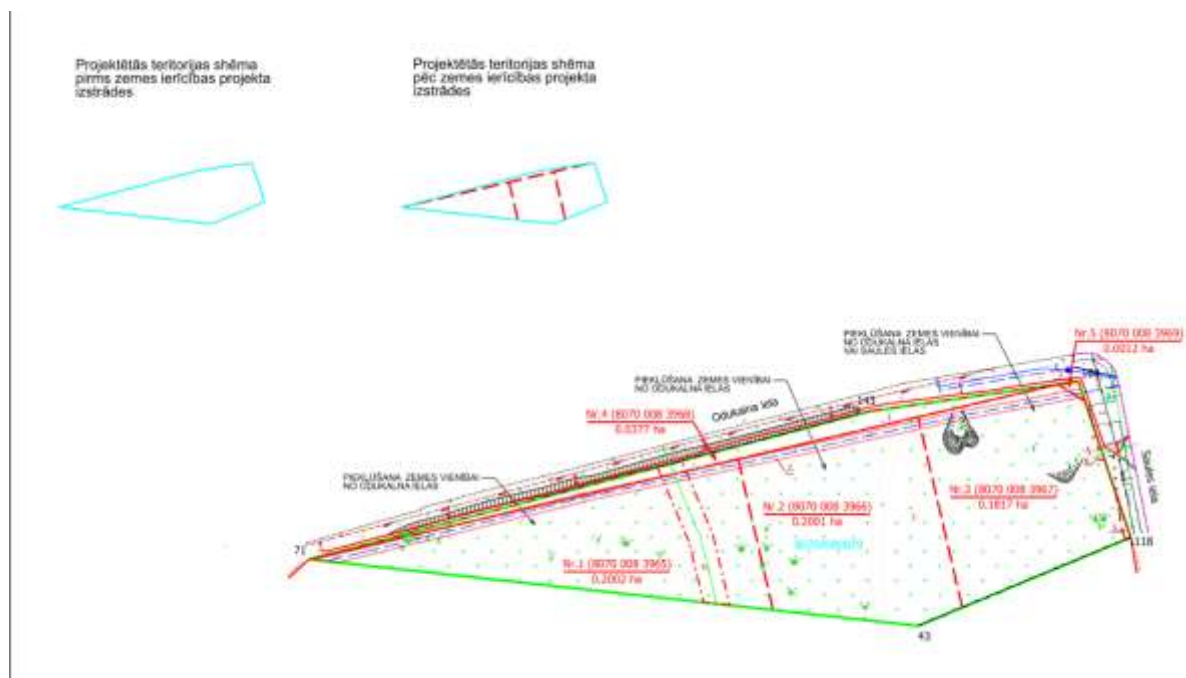 Projektētās teritorijas shēma
pirms zemes ierīcības projekta
izstrādes
Projektētās teritorijas shēma
pēc zemes ierīcības projekta
izstrādes
PIEKĻŪŠANA ZEMES VIENĪBAI
NO ODUKALNA IELAS
VAI SAULES IELAS
Nr.5 (8070 008 3969)
0.0012 ha
PIEKĻŪŠANA ZEMES VIENĪBAI
NO ODUKALNA IELAS
Odukalna iela
143
Nr.4 (8070 008 3968)
0.0377 ha
PIEKĻŪŠANA ZEMES VIENĪBAI
NO ODUKALNA IELAS
Saules iela
Nr.3 (8070 008 3967)
0.1817 ha
Nr.2 (8070 008 3966)
0.2001 ha
71
118
Nr.1 (8070 008 3965)
0.2002 ha
43